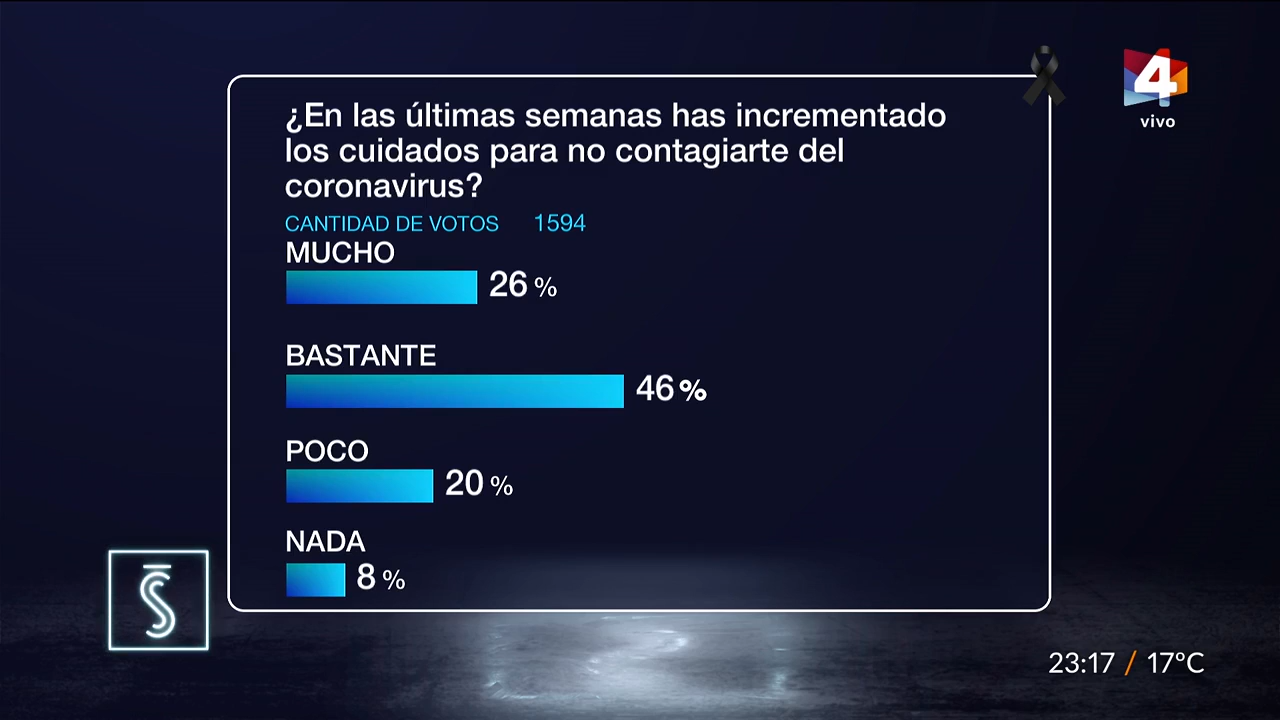 4
vivo
¿En las últimas semanas has incrementado
los cuidados para no contagiarte del
coronavirus?
CANTIDAD DE VOTOS 1594
MUCHO
26 %
BASTANTE
46 %
POCO
20 %
NADA
8 %
S
23:17 / 17ºC